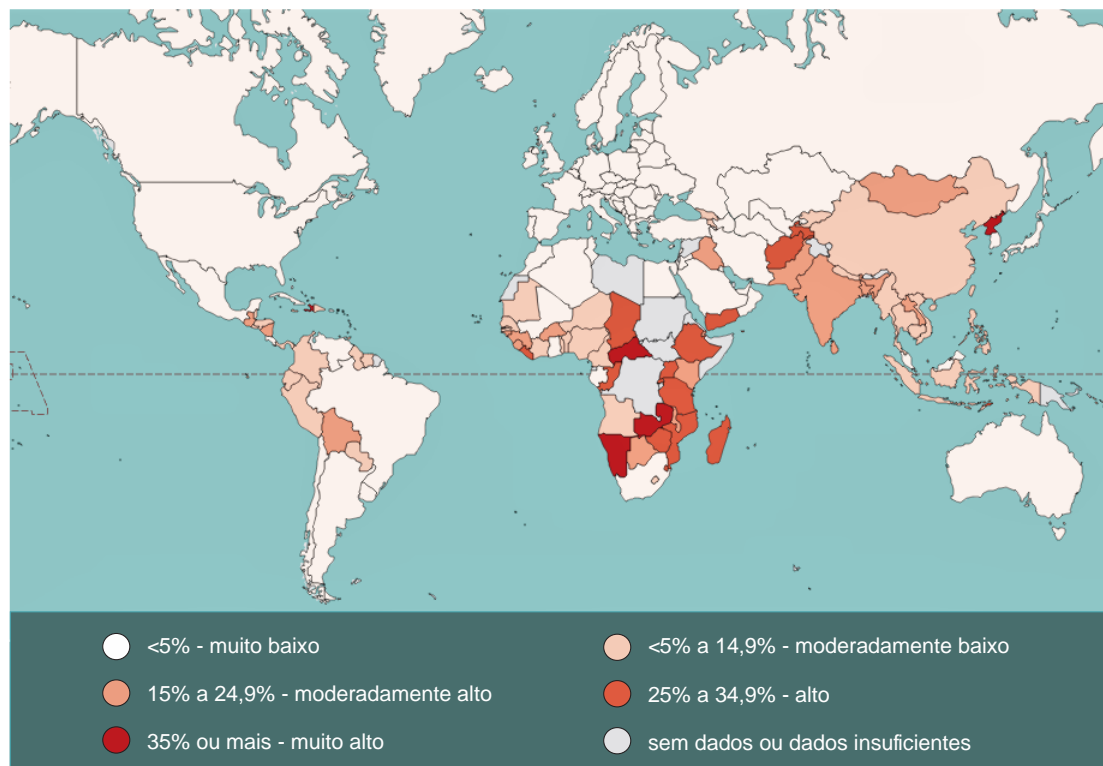 <5% - muito baixo
<5% a 14,9% - moderadamente baixo
15% a 24,9% - moderadamente alto
25% a 34,9% - alto
35% ou mais - muito alto
sem dados ou dados insuficientes